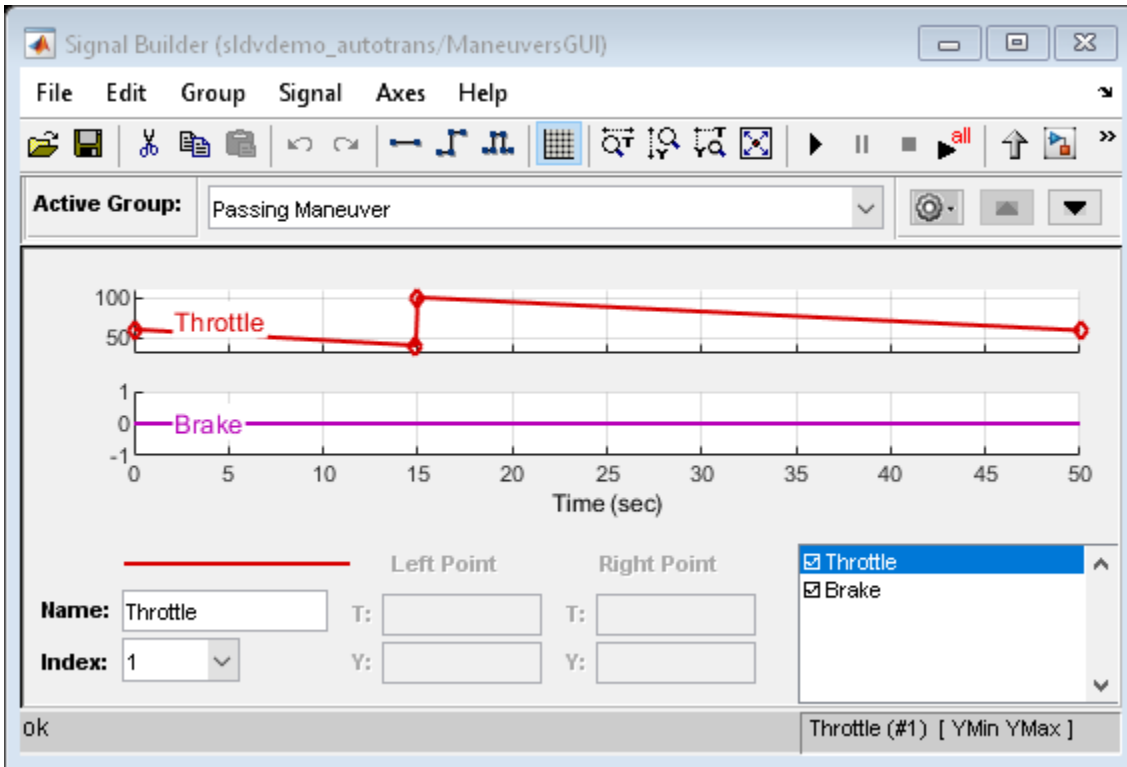 Signal Builder (sldvdemo_autotrans/ManeuversGUI)
File Edit Group Signal Axes Help
all
Active Group: Passing Maneuver
100
50
Throttle
1
0
-1
Brake
0 5 10 15 20 25 30 35 40 45 50
Time (sec)
Left Point Right Point
Name: Throttle T: T:
Index: 1 Y: Y:
Throttle
Brake
ok
Throttle (#1) [ YMin YMax ]